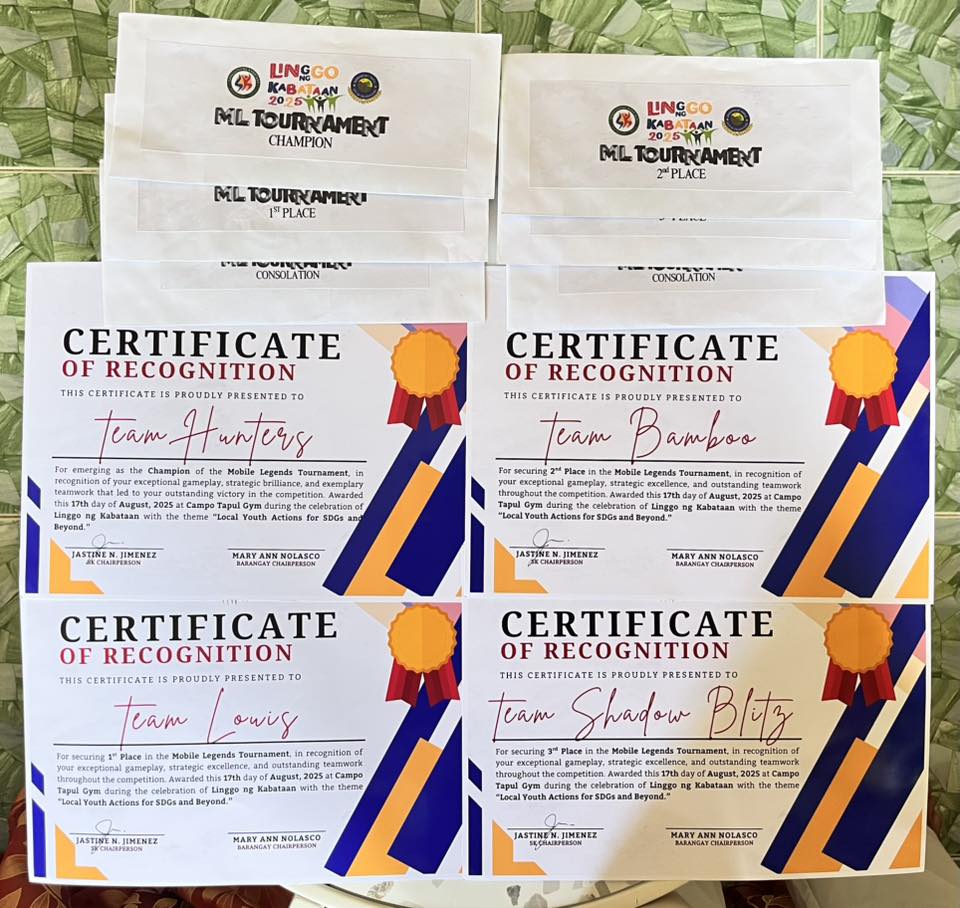 LINGGO
NG
KABATAAN
2025
ML TOURNAMENT
CHAMPION
ML TOURNAMENT
1ST PLACE
ML TOURNAMENT
CONSOLATION
LINGGO
NG
KABATAAN
2025
ML TOURNAMENT
2nd PLACE
PLACE
ML TOURNAMENT
CONSOLATION
CERTIFICATE
OF RECOGNITION
THIS CERTIFICATE IS PROUDLY PRESENTED TO
Team Hunters
For emerging as the Champion of the Mobile Legends Tournament, in
recognition of your exceptional gameplay, strategic brilliance, and exemplary
teamwork that led to your outstanding victory in the competition. Awarded
this 17th day of August, 2025 at Campo Tapul Gym during the celebration of
Linggo ng Kabataan with the theme “Local Youth Actions for SDGs and
Beyond.”
JASTINE N. JIMENEZ
SK CHAIRPERSON
MARY ANN NOLASCO
BARANGAY CHAIRPERSON
CERTIFICATE
OF RECOGNITION
THIS CERTIFICATE IS PROUDLY PRESENTED TO
Team Bamboo
For securing 2nd Place in the Mobile Legends Tournament, in recognition of
your exceptional gameplay, strategic excellence, and outstanding teamwork
throughout the competition. Awarded this 17th day of August, 2025 at Campo
Tapul Gym during the celebration of Linggo ng Kabataan with the theme
“Local Youth Actions for SDGs and Beyond.”
JASTINE N. JIMENEZ
SK CHAIRPERSON
MARY ANN NOLASCO
BARANGAY CHAIRPERSON
CERTIFICATE
OF RECOGNITION
THIS CERTIFICATE IS PROUDLY PRESENTED TO
Team Louis
For securing 1st Place in the Mobile Legends Tournament, in recognition of
your exceptional gameplay, strategic excellence, and outstanding teamwork
throughout the competition. Awarded this 17th day of August, 2025 at Campo
Tapul Gym during the celebration of Linggo ng Kabataan with the theme
“Local Youth Actions for SDGs and Beyond.”
JASTINE N. JIMENEZ
SK CHAIRPERSON
MARY ANN NOLASCO
BARANGAY CHAIRPERSON
CERTIFICATE
OF RECOGNITION
THIS CERTIFICATE IS PROUDLY PRESENTED TO
Team Shadow Blitz
For securing 3rd Place in the Mobile Legends Tournament, in recognition of
your exceptional gameplay, strategic excellence, and outstanding teamwork
throughout the competition. Awarded this 17th day of August, 2025 at Campo
Tapul Gym during the celebration of Linggo ng Kabataan with the theme
“Local Youth Actions for SDGs and Beyond.”
JASTINE N. JIMENEZ
SK CHAIRPERSON
MARY ANN NOLASCO
BARANGAY CHAIRPERSON